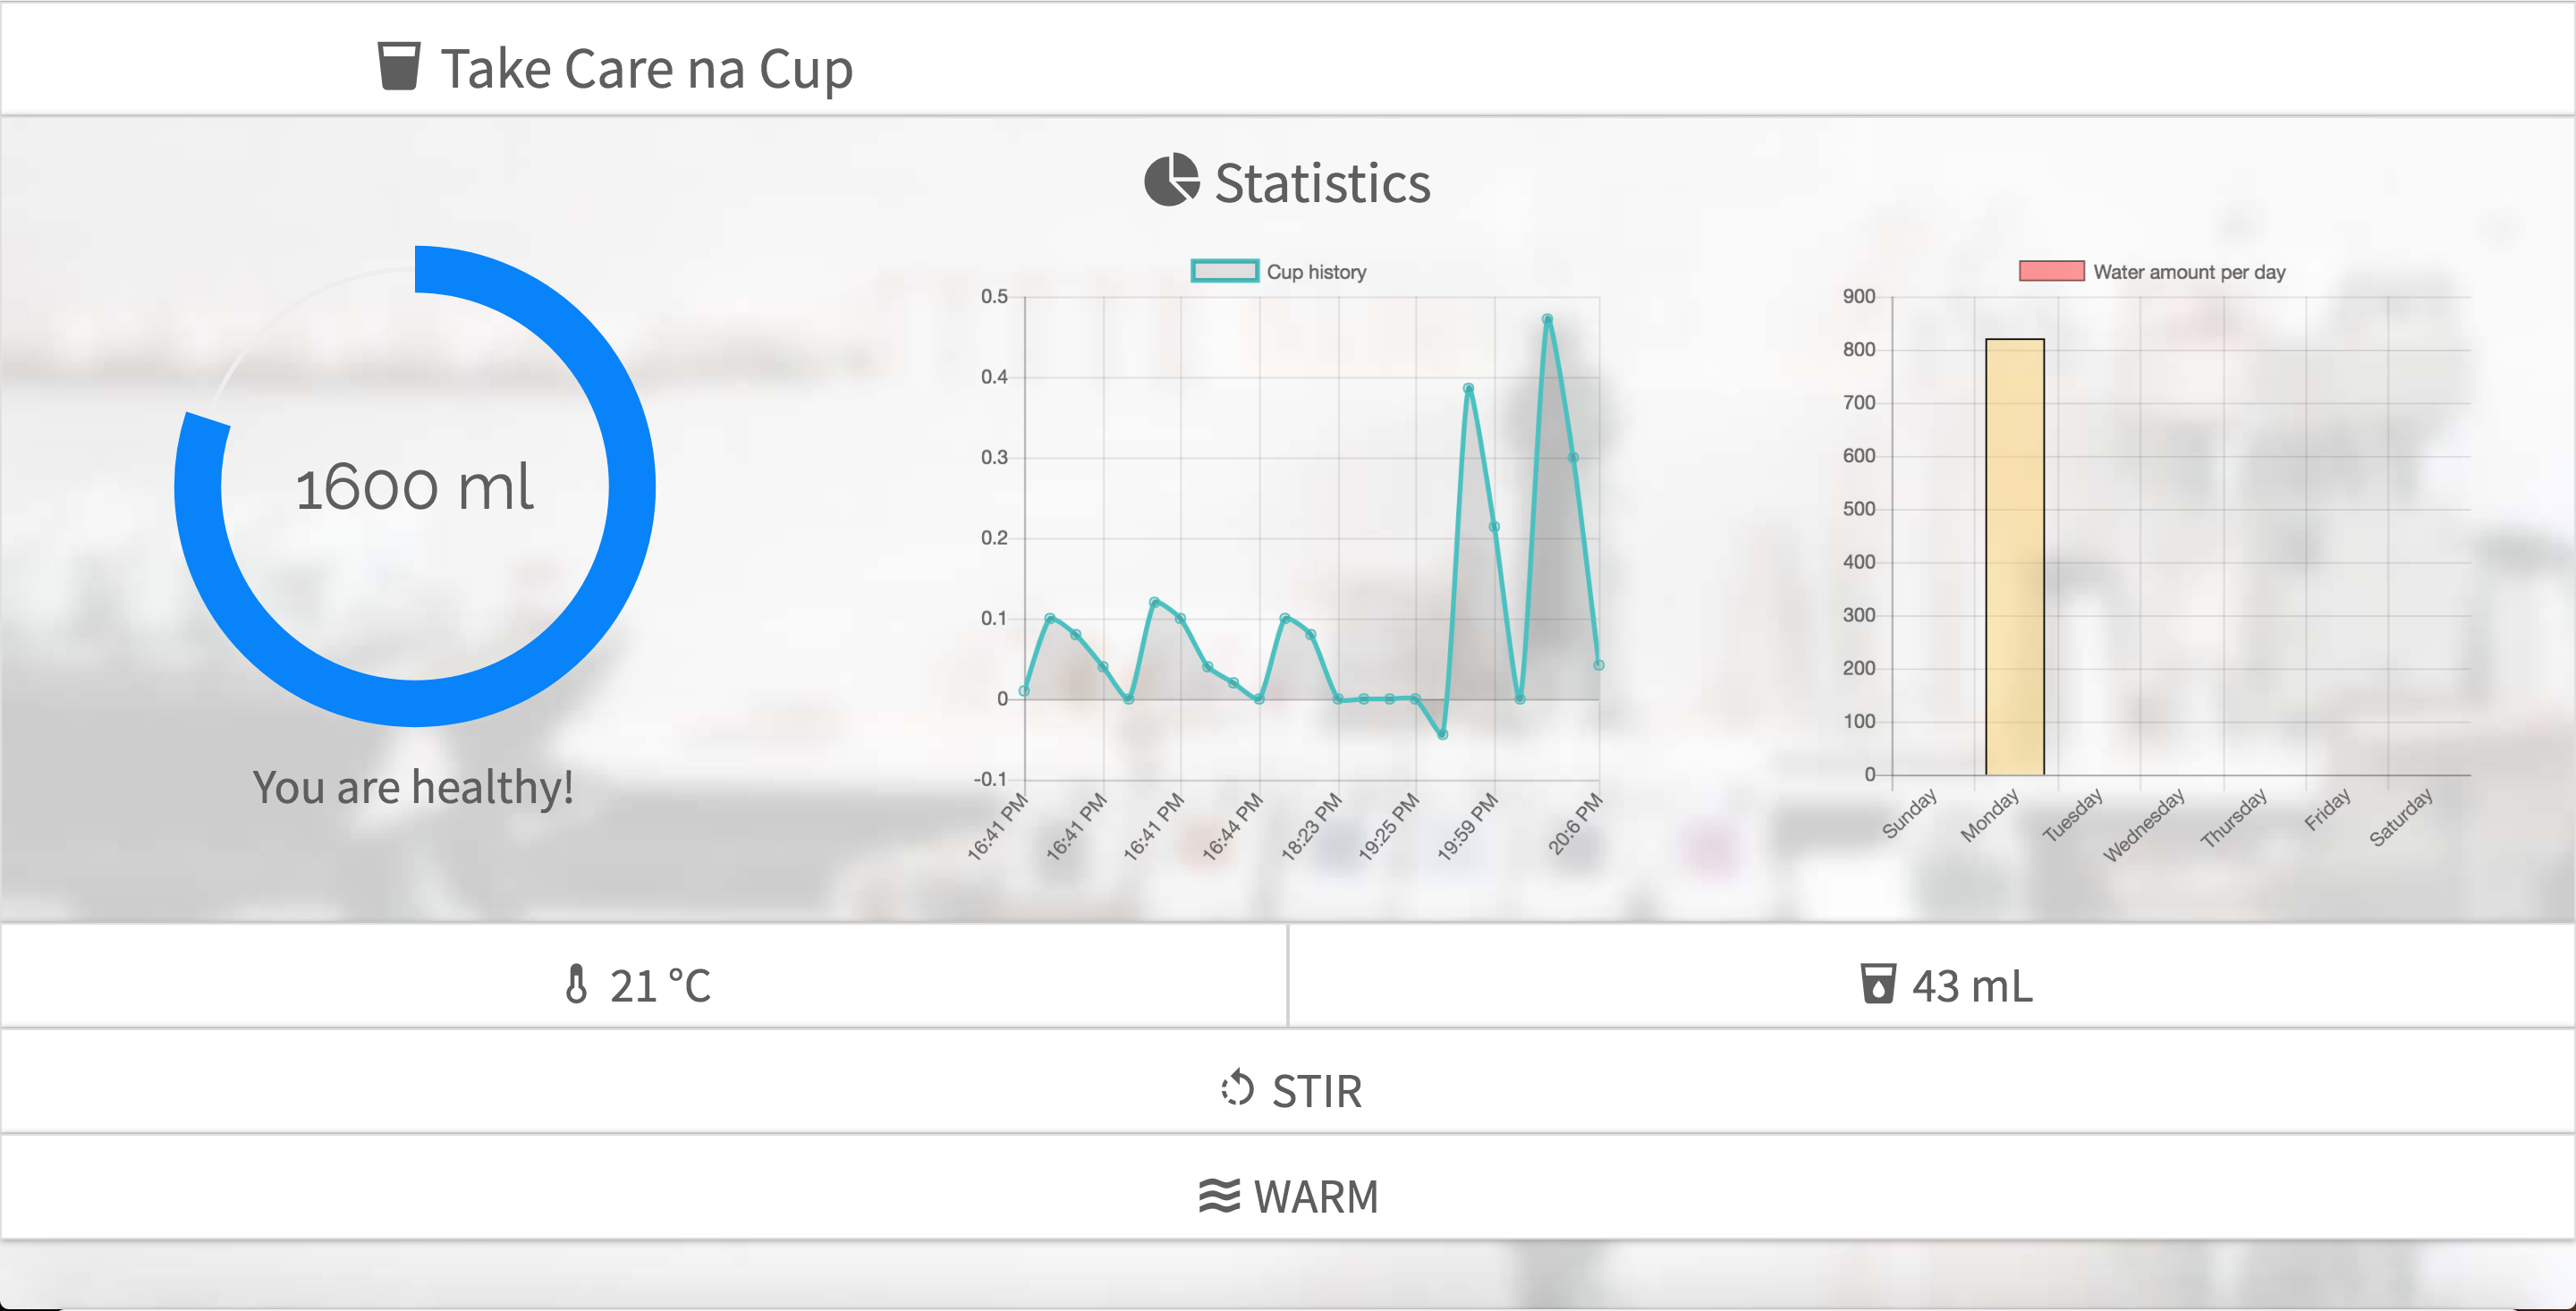 Take Care na Cup
Statistics
1600 ml
You are healthy!
Cup history
0.5
0.4
0.3
0.2
0.1
0
-0.1
16:41 PM
16:41 PM
16:41 PM
16:44 PM
18:23 PM
19:25 PM
19:59 PM
20:6 PM
Water amount per day
900
800
700
600
500
400
300
200
100
0
Sunday
Monday
Tuesday
Wednesday
Thursday
Friday
Saturday
21 °C
43 mL
STIR
WARM